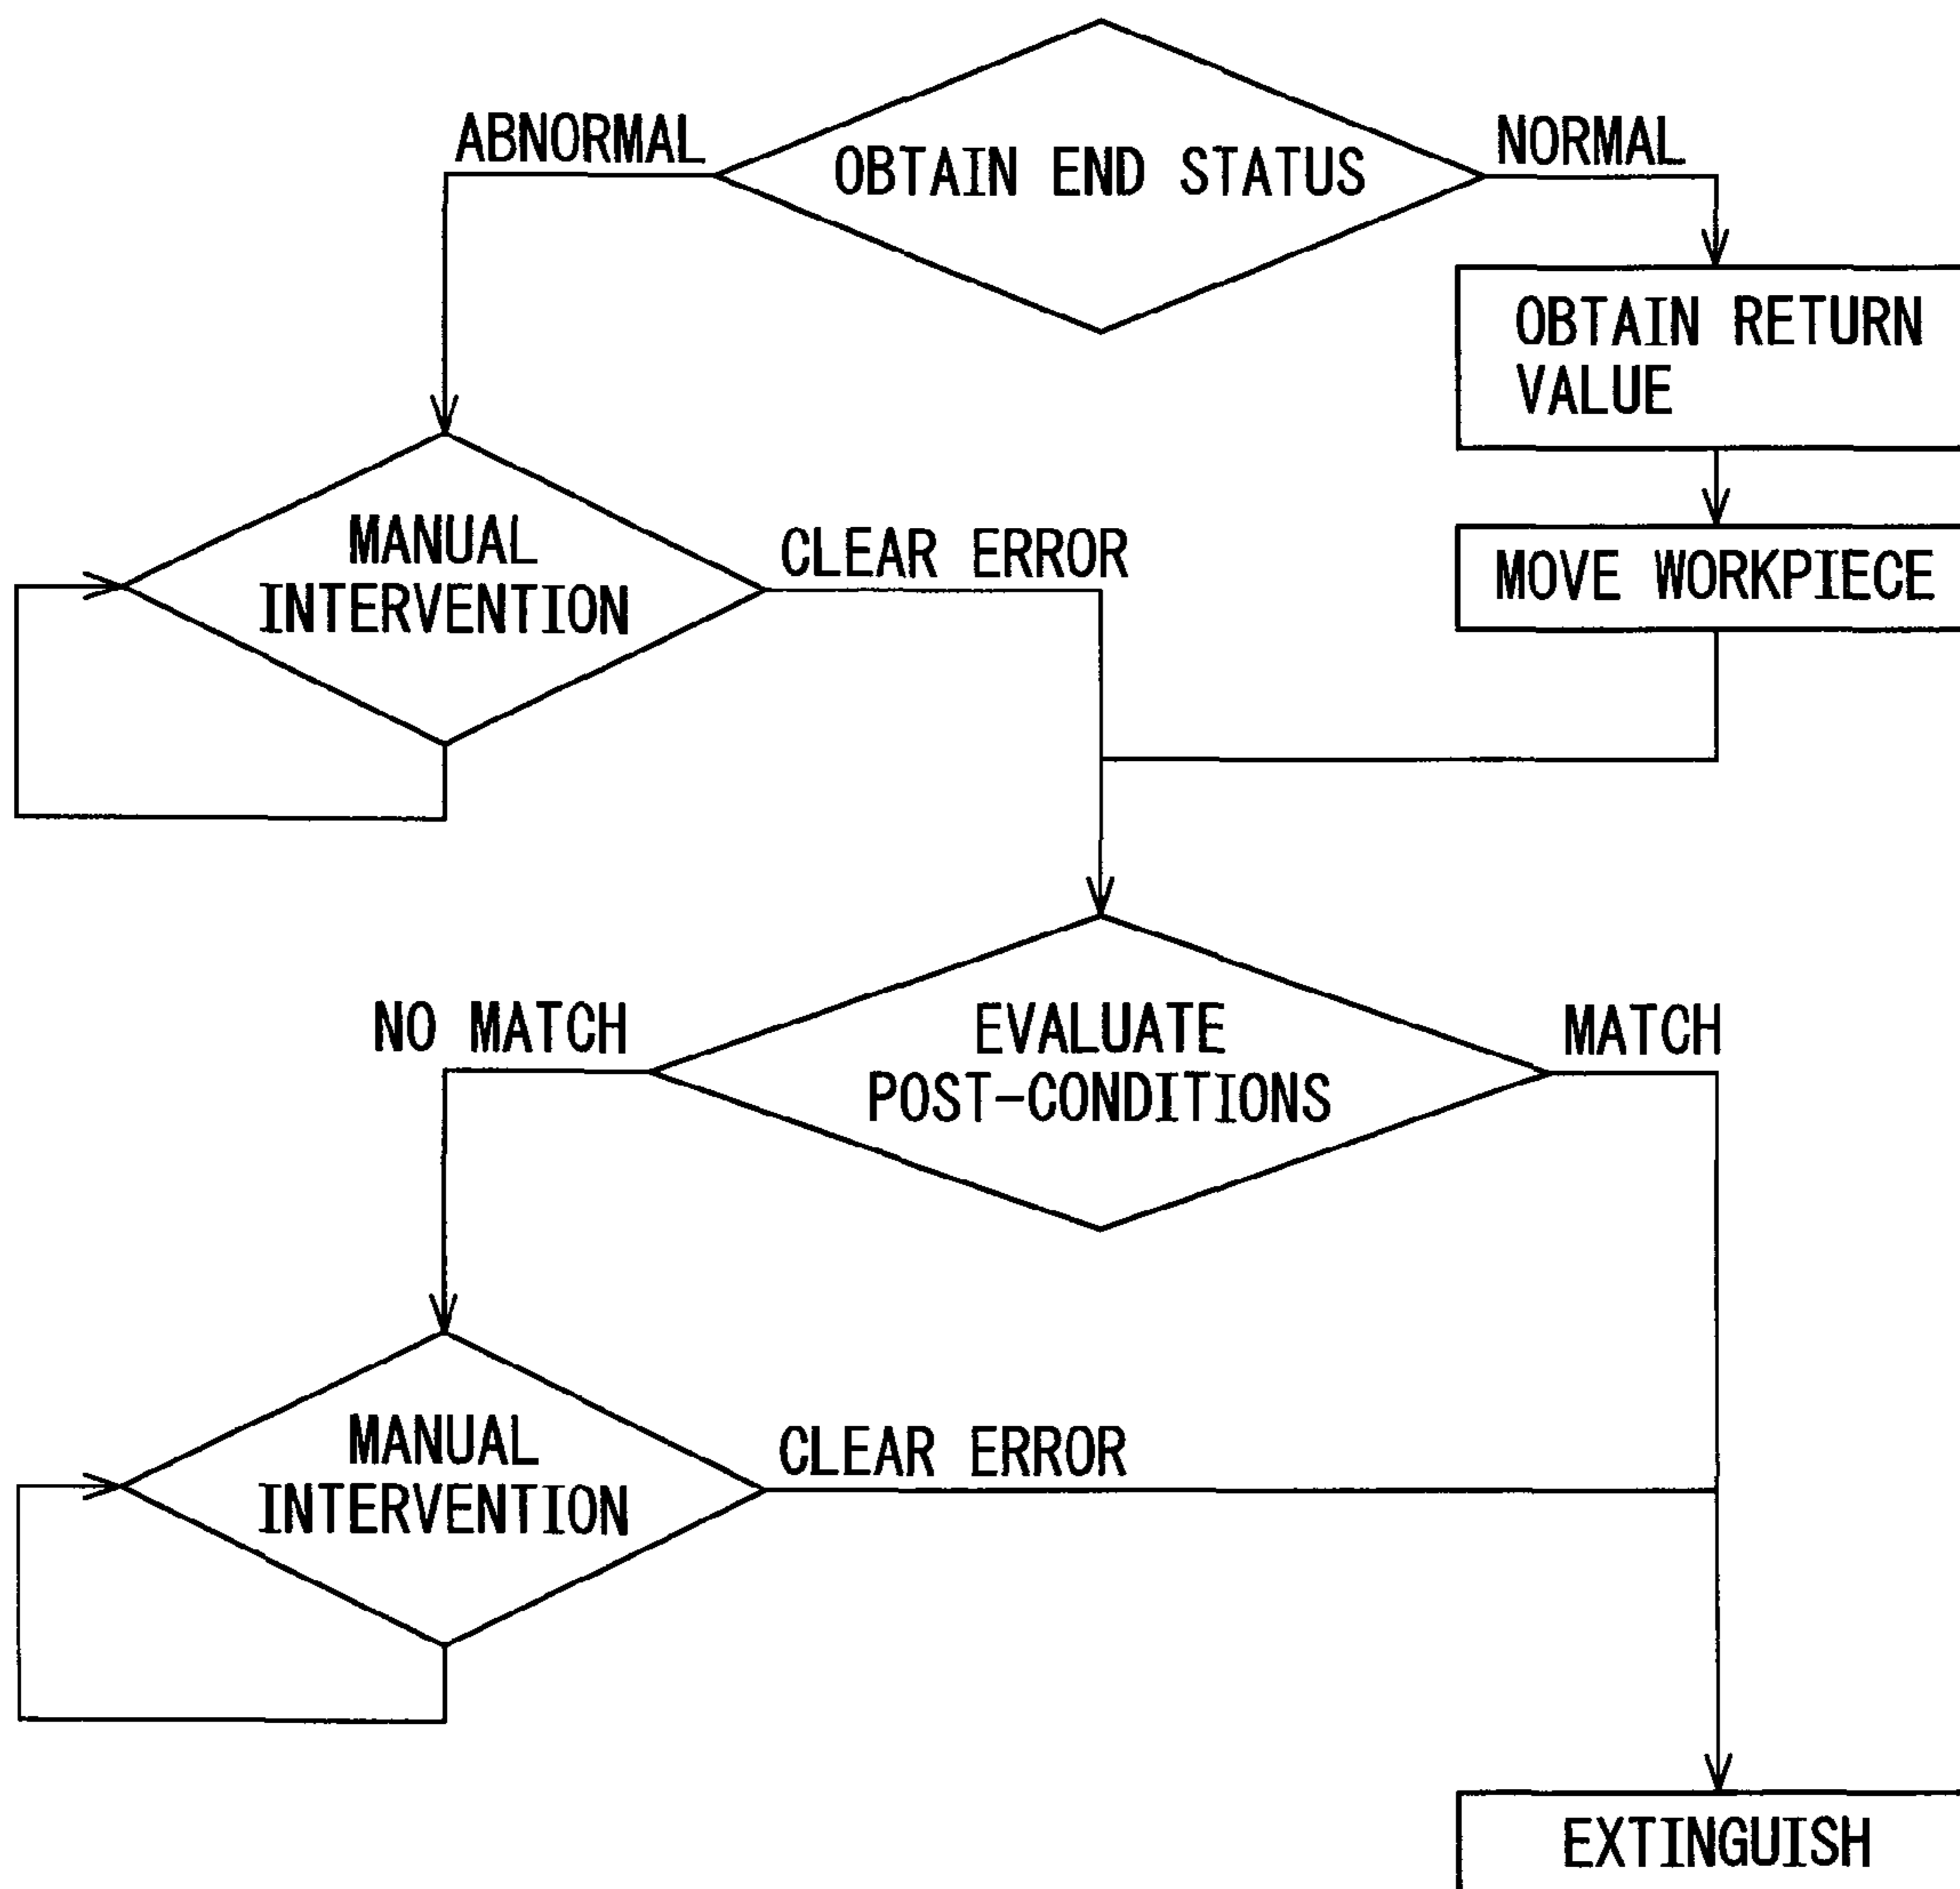 ABNORMAL
OBTAIN END STATUS
NORMAL
OBTAIN RETURN
VALUE
MANUAL
INTERVENTION
CLEAR ERROR
MOVE WORKPIECE
NO MATCH
EVALUATE
POST-CONDITIONS
MATCH
MANUAL
INTERVENTION
CLEAR ERROR
EXTINGUISH